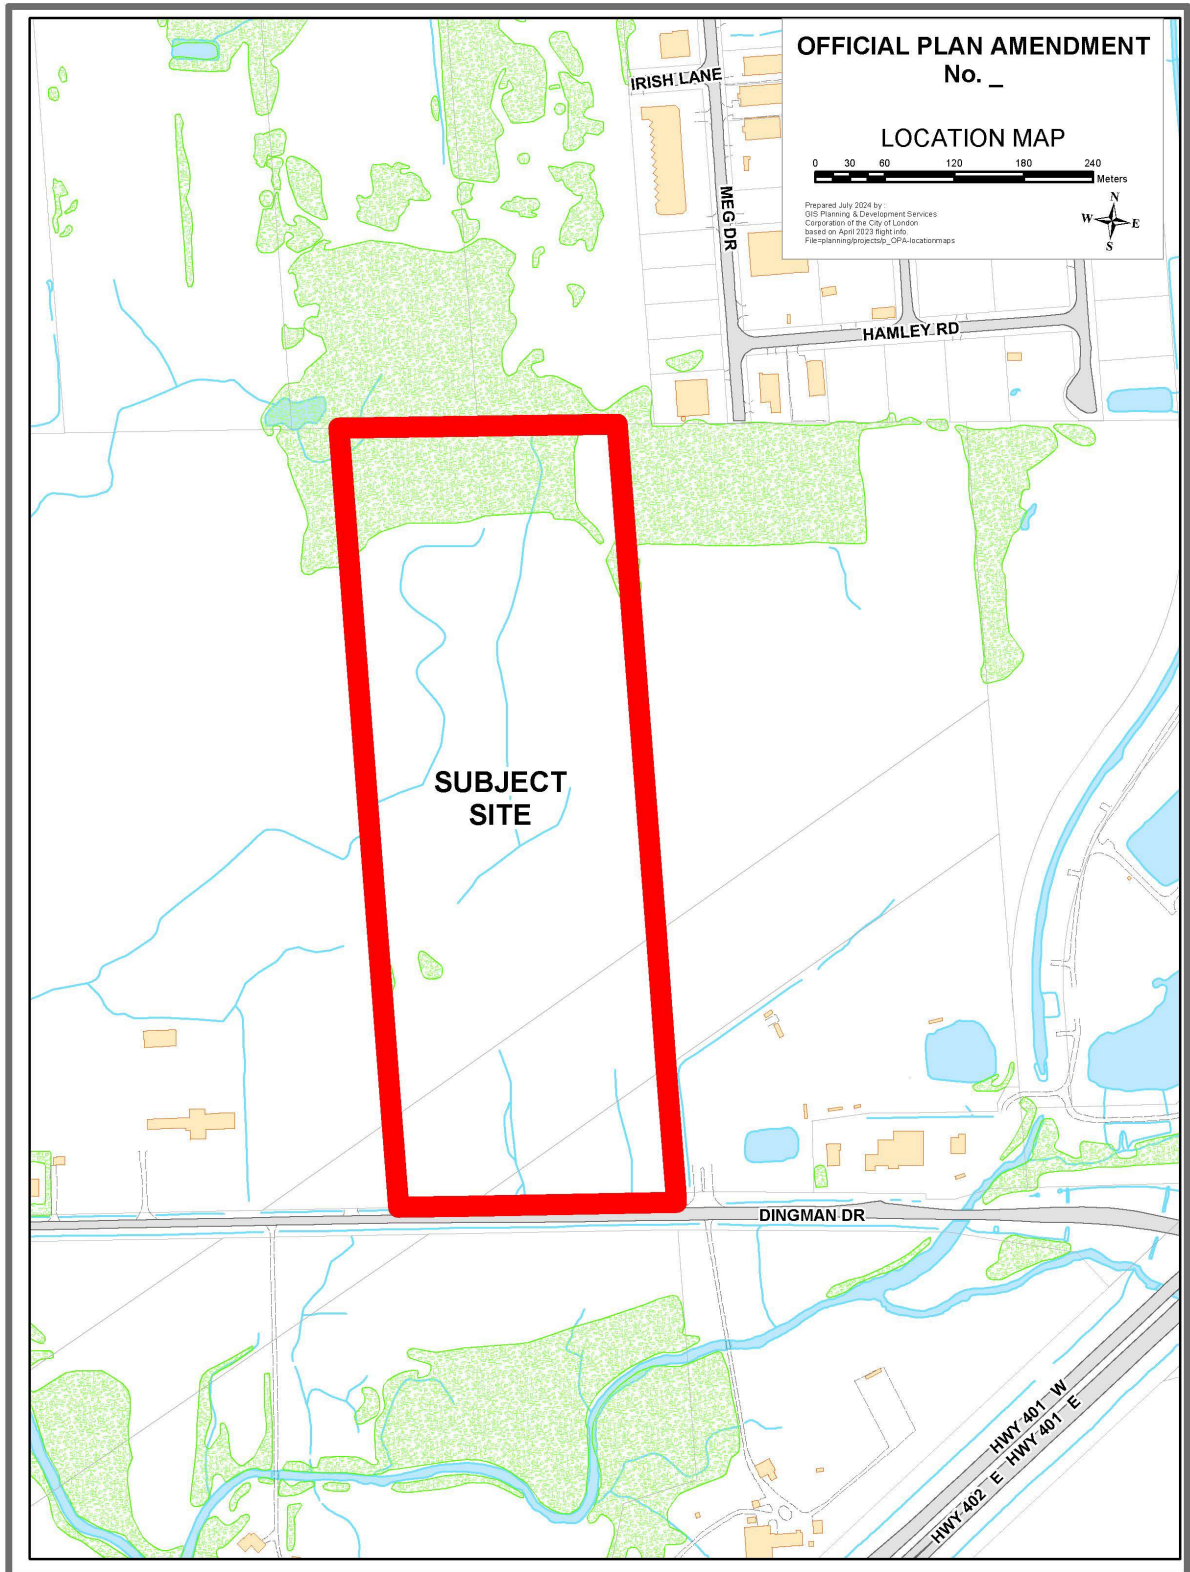 OFFICIAL PLAN AMENDMENT
No. _
LOCATION MAP
0 30 60 120 180 240
Meters
Prepared July 2024 by :
GIS Planning & Development Services
Corporation of the City of London
based on April 2023 flight info.
File=planning/projects/p_OPA-locationmaps
N
W E
S
IRISH LANE
MEG DR
HAMLEY RD
SUBJECT
SITE
DINGMAN DR
HWY 401 W
HWY 402 E HWY 401 E